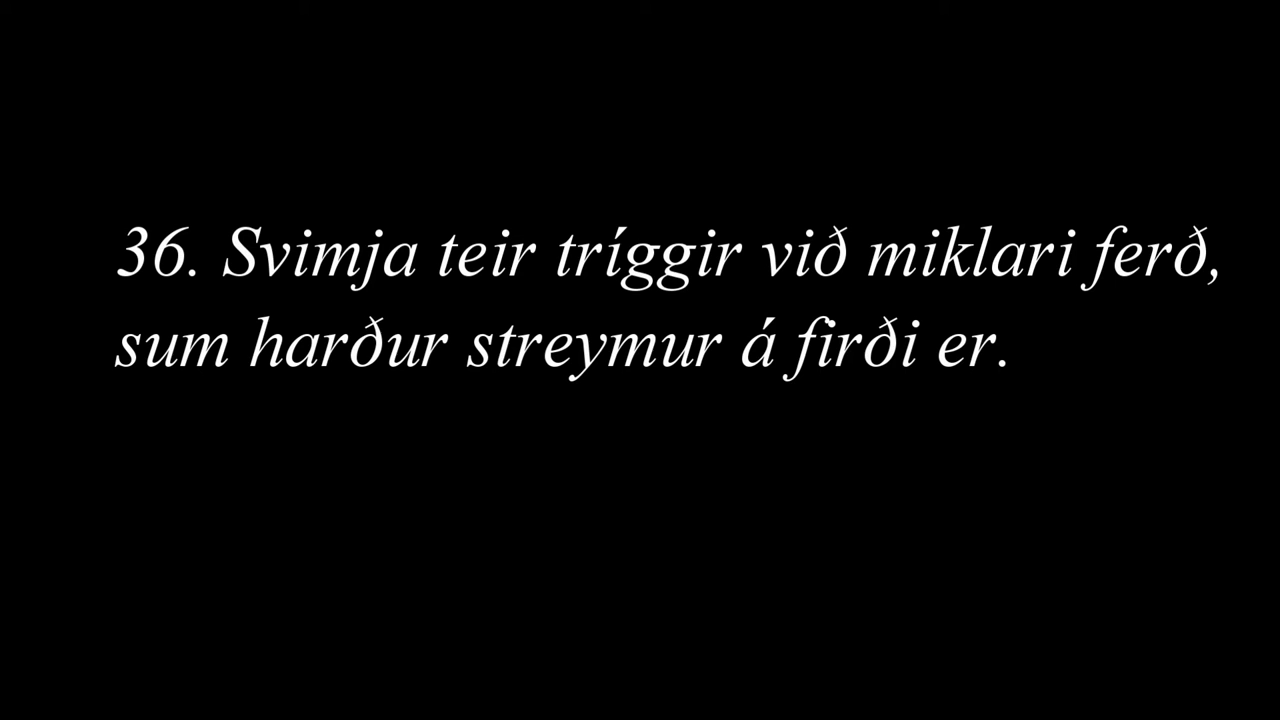 36. Svimja teir tríggir við miklari ferð,
sum harður streymur á firði er.